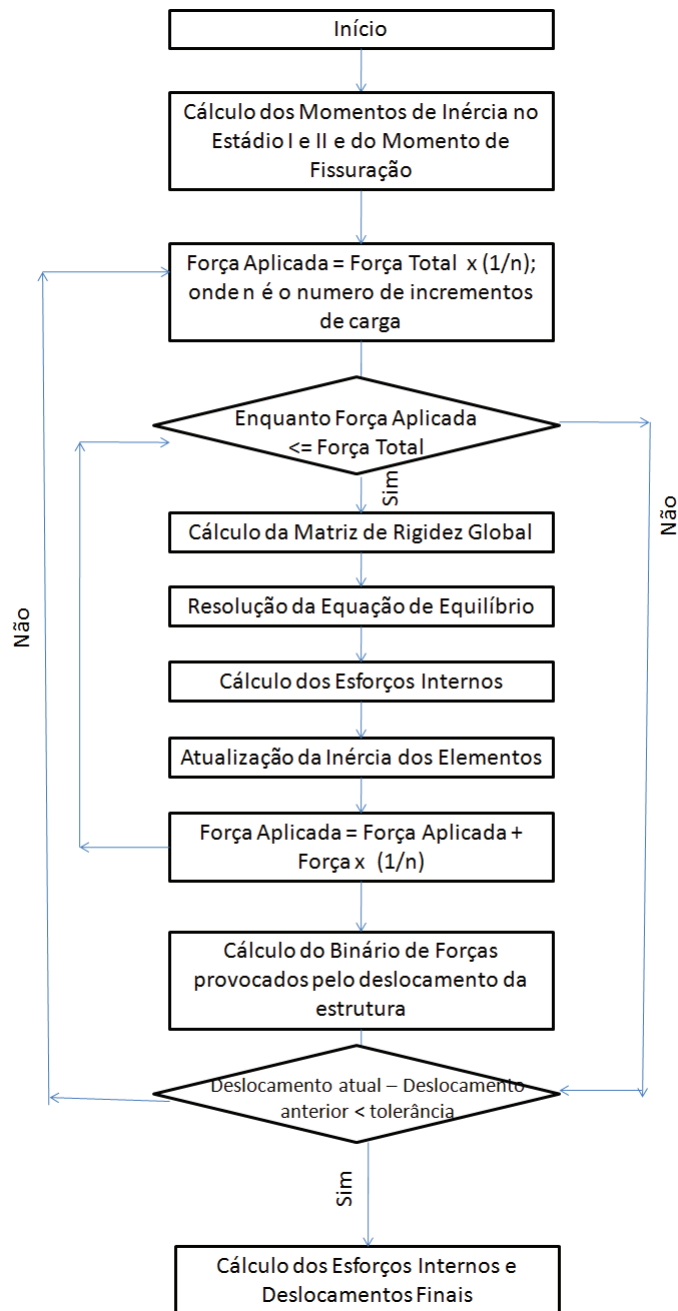 Início
Cálculo dos Momentos de Inércia no
Estádio I e II e do Momento de
Fissuração
Força Aplicada = Força Total x (1/n);
onde n é o numero de incrementos
de carga
Enquanto Força Aplicada
<= Força Total
Sim
Não
Cálculo da Matriz de Rigidez Global
Resolução da Equação de Equilíbrio
Não
Cálculo dos Esforços Internos
Atualização da Inércia dos Elementos
Força Aplicada = Força Aplicada +
Força x (1/n)
Cálculo do Binário de Forças
provocados pelo deslocamento da
estrutura
Deslocamento atual – Deslocamento
anterior < tolerância
Sim
Cálculo dos Esforços Internos e
Deslocamentos Finais